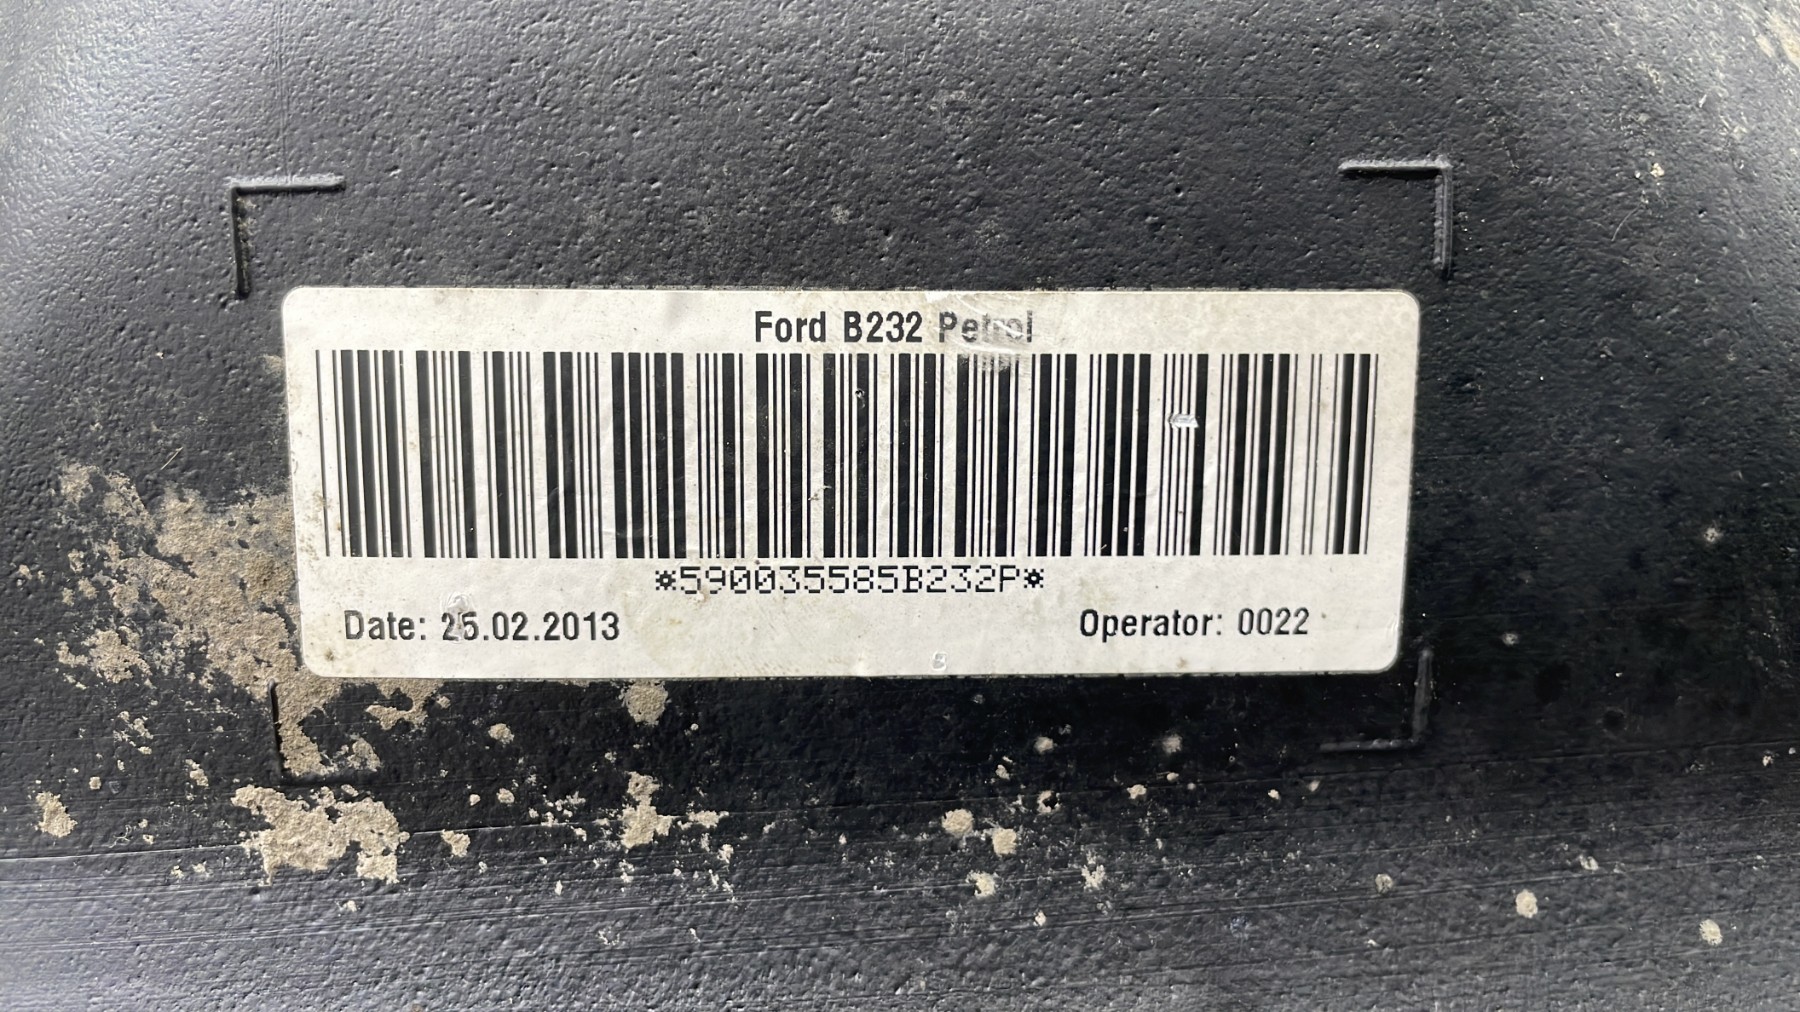 Ford B232 Petrol
*590035585B232P*
Date: 25.02.2013
Operator: 0022